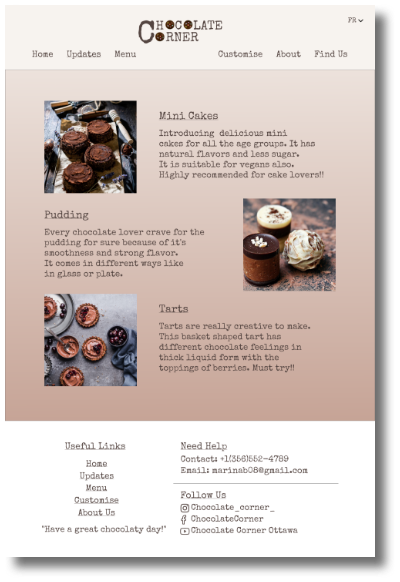 CHOCOLATE
CORNER
FR
Home Updates Menu Customise About Find Us
Mini Cakes
Introducing delicious mini
cakes for all the age groups. It has
natural flavors and less sugar.
It is suitable for vegans also.
Highly recommended for cake lovers!!
Pudding
Every chocolate lover crave for the
pudding for sure because of it's
smoothness and strong flavor.
It comes in different ways like
in glass or plate.
Tarts
Tarts are really creative to make.
This basket shaped tart has
different chocolate feelings in
thick liquid form with the
toppings of berries. Must try!!
Useful Links
Home
Updates
Menu
Customise
About Us
"Have a great chocolaty day!"
Need Help
Contact: +1(356)552-4789
Email: marinab08@gmail.com
Follow Us
Chocolate_corner_
ChocolateCorner
Chocolate Corner Ottawa